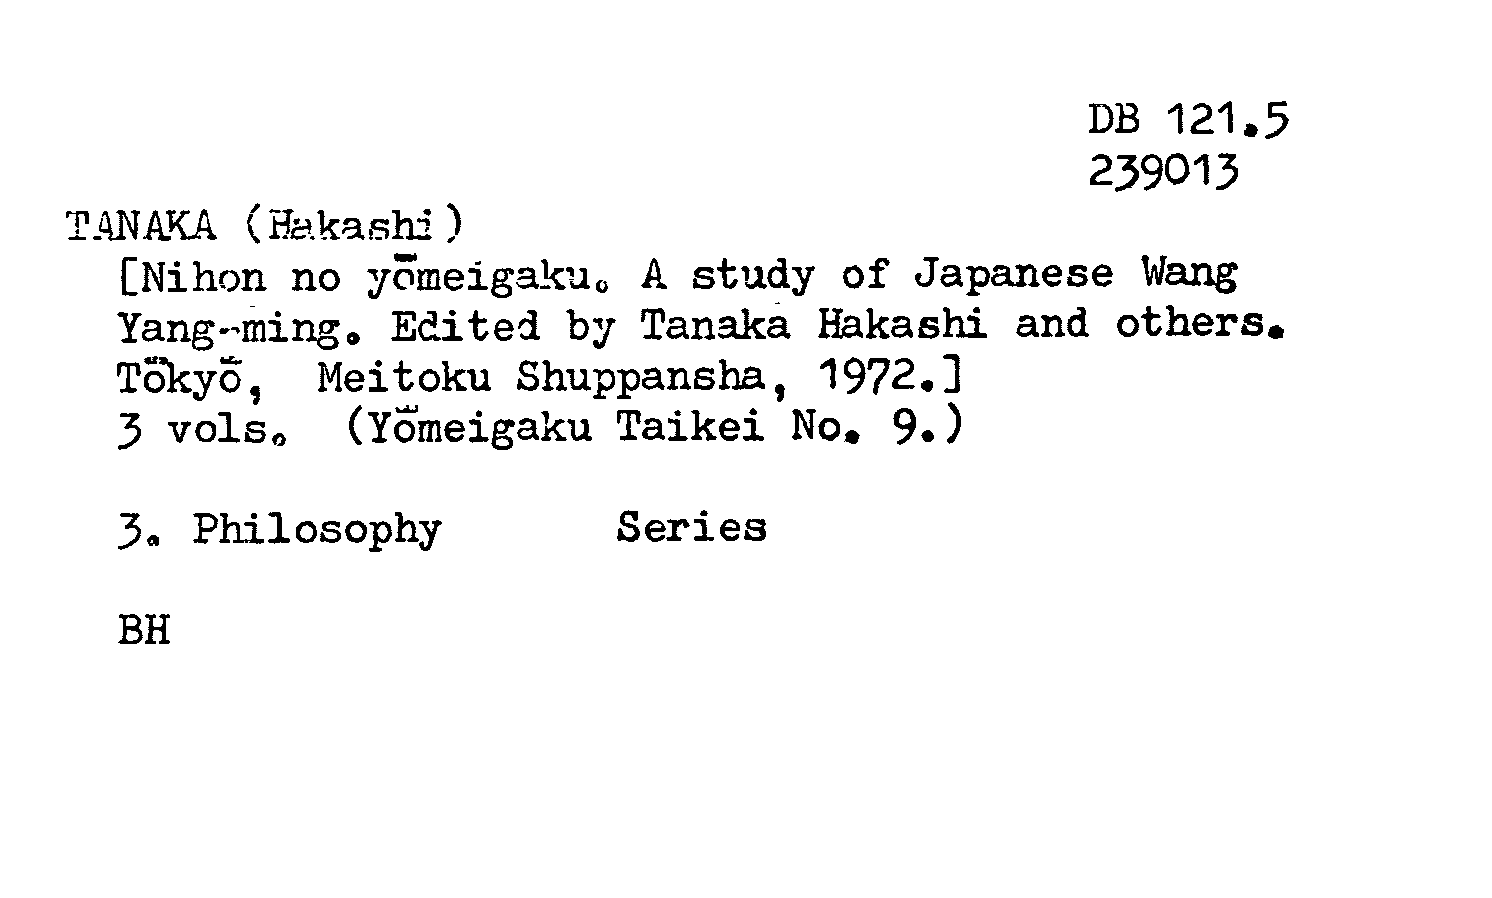 DB 121.5
239013
TANAKA (Hakashi)
[Nihon no yōmeigaku. A study of Japanese Wang
Yang-ming. Edited by Tanaka Hakashi and others.
Tōkyō, Meitoku Shuppansha, 1972.]
3 vols. (Yōmeigaku Taikei No. 9.)
3. Philosophy Series
BH